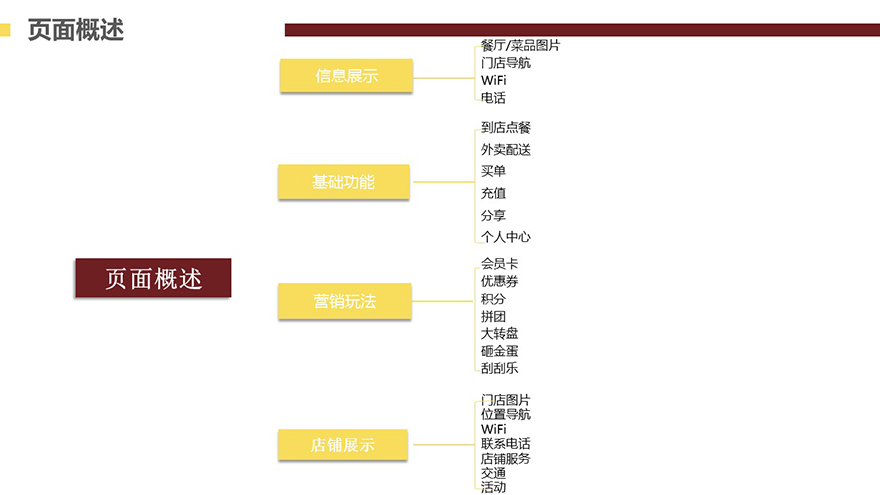 页面概述
信息展示
餐厅/菜品图片
门店导航
WiFi
电话
基础功能
到店点餐
外卖配送
买单
充值
分享
个人中心
页面概述
营销玩法
会员卡
优惠券
积分
拼团
大转盘
砸金蛋
刮刮乐
店铺展示
门店图片
位置导航
WiFi
联系电话
店铺服务
交通
活动